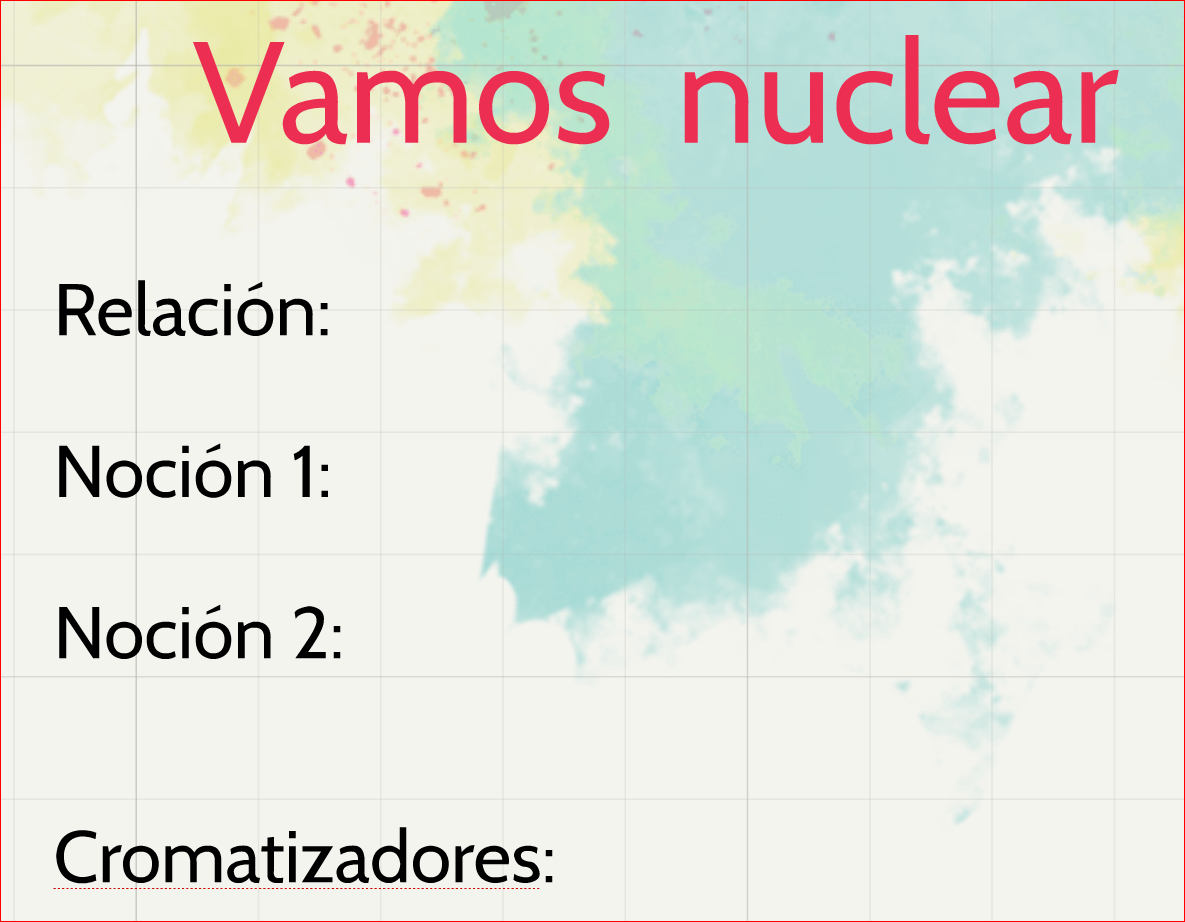 Vamos nuclear
Relación:
Noción 1:
Noción 2:
Cromatizadores: